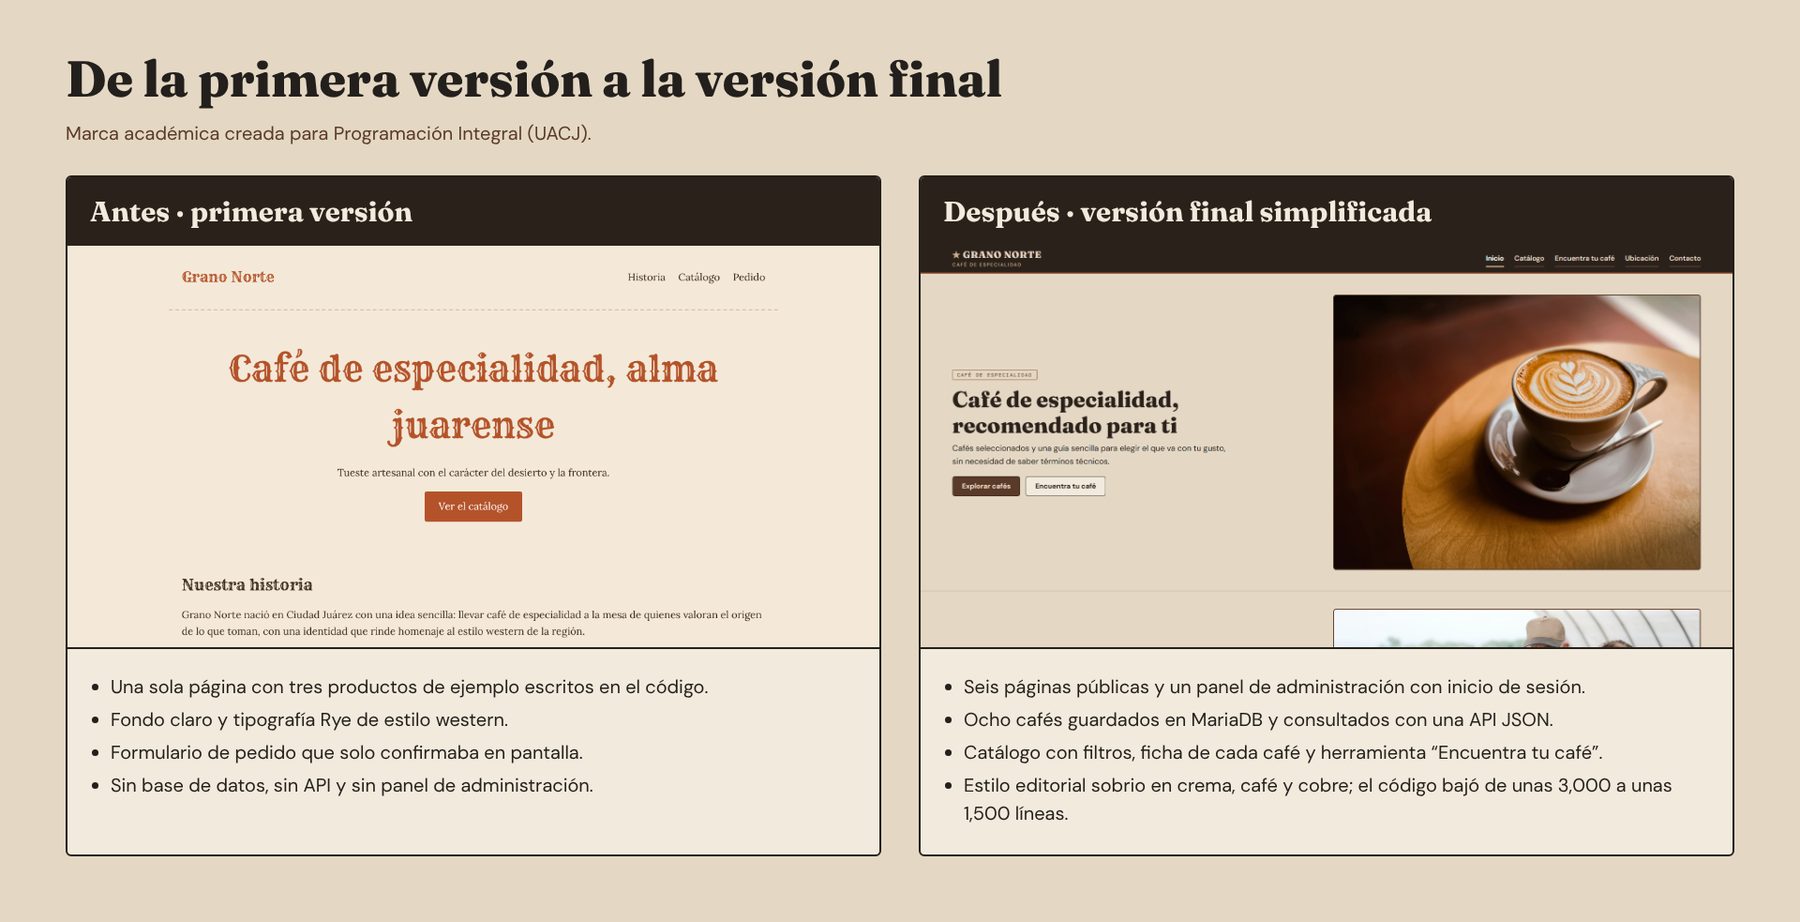 De la primera versión a la versión final
Marca académica creada para Programación Integral (UACJ).
Antes · primera versión
Grano Norte
Historia Catálogo Pedido
Café de especialidad, alma
juarense
Tueste artesanal con el carácter del desierto y la frontera.
Ver el catálogo
Nuestra historia
Grano Norte nació en Ciudad Juárez con una idea sencilla: llevar café de especialidad a la mesa de quienes valoran el origen
de lo que toman, con una identidad que rinde homenaje al estilo western de la región.
Una sola página con tres productos de ejemplo escritos en el código.
Fondo claro y tipografía Rye de estilo western.
Formulario de pedido que solo confirmaba en pantalla.
Sin base de datos, sin API y sin panel de administración.
Después · versión final simplificada
★ GRANO NORTE
CAFÉ DE ESPECIALIDAD
Inicio Catálogo Encuentra tu café Ubicación Contacto
CAFÉ DE ESPECIALIDAD
Café de especialidad,
recomendado para ti
Cafés seleccionados y una guía sencilla para elegir el que va con tu gusto,
sin necesidad de saber términos técnicos.
Explorar cafés Encuentra tu café
Seis páginas públicas y un panel de administración con inicio de sesión.
Ocho cafés guardados en MariaDB y consultados con una API JSON.
Catálogo con filtros, ficha de cada café y herramienta “Encuentra tu café”.
Estilo editorial sobrio en crema, café y cobre; el código bajó de unas 3,000 a unas
1,500 líneas.